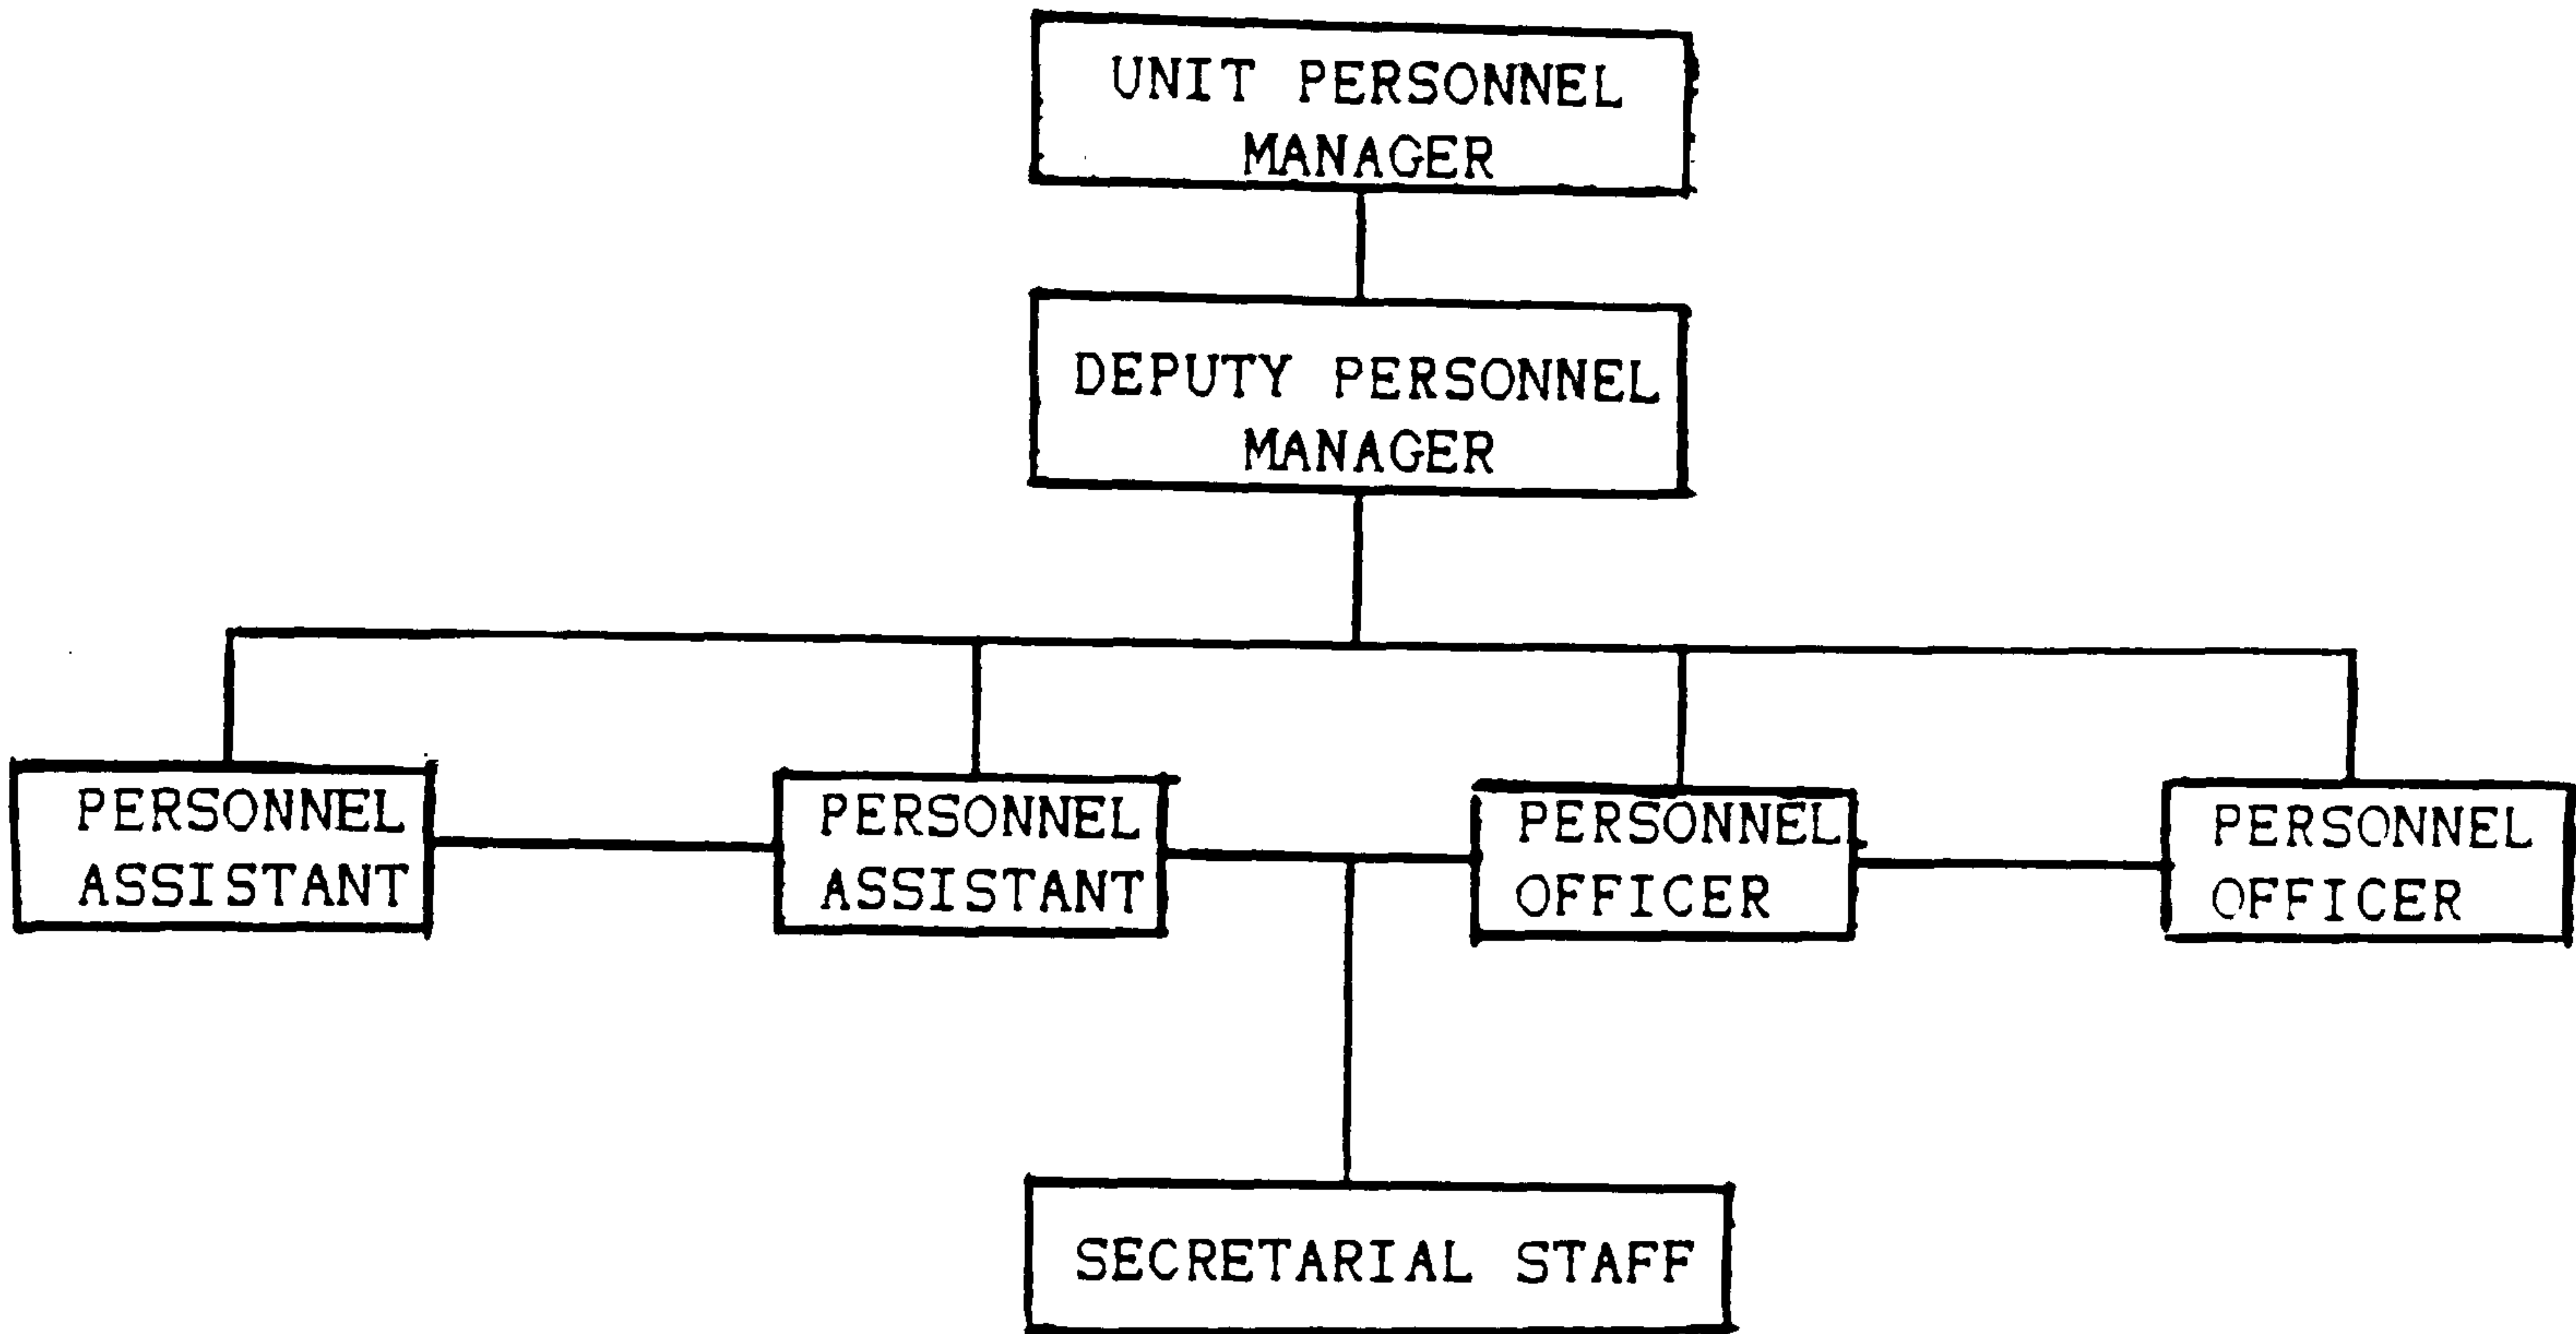 UNIT PERSONNEL
MANAGER
DEPUTY PERSONNEL
MANAGER
PERSONNEL
ASSISTANT
PERSONNEL
ASSISTANT
PERSONNEL
OFFICER
PERSONNEL
OFFICER
SECRETARIAL STAFF